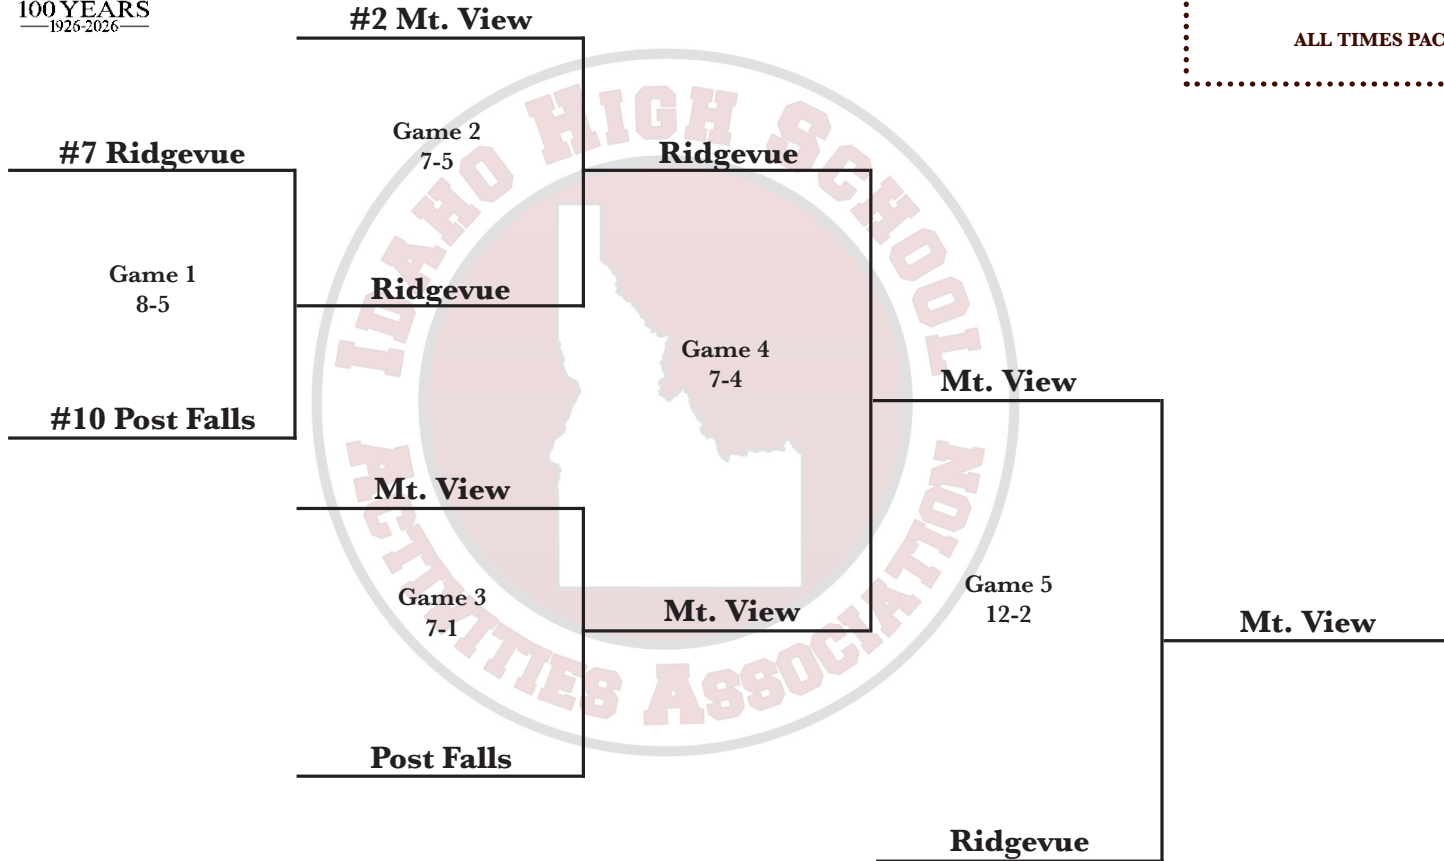 100 YEARS
1926-2026
#2 Mt. View
ALL TIMES PAC
Game 2
7-5
#7 Ridgevue
Ridgevue
Game 1
8-5
Ridgevue
Game 4
7-4
Mt. View
#10 Post Falls
Mt. View
Game 5
12-2
Game 3
7-1
Mt. View
Mt. View
Post Falls
Ridgevue
IDAHO HIGH SCHOOL
ACTIVITIES ASSOCIATION